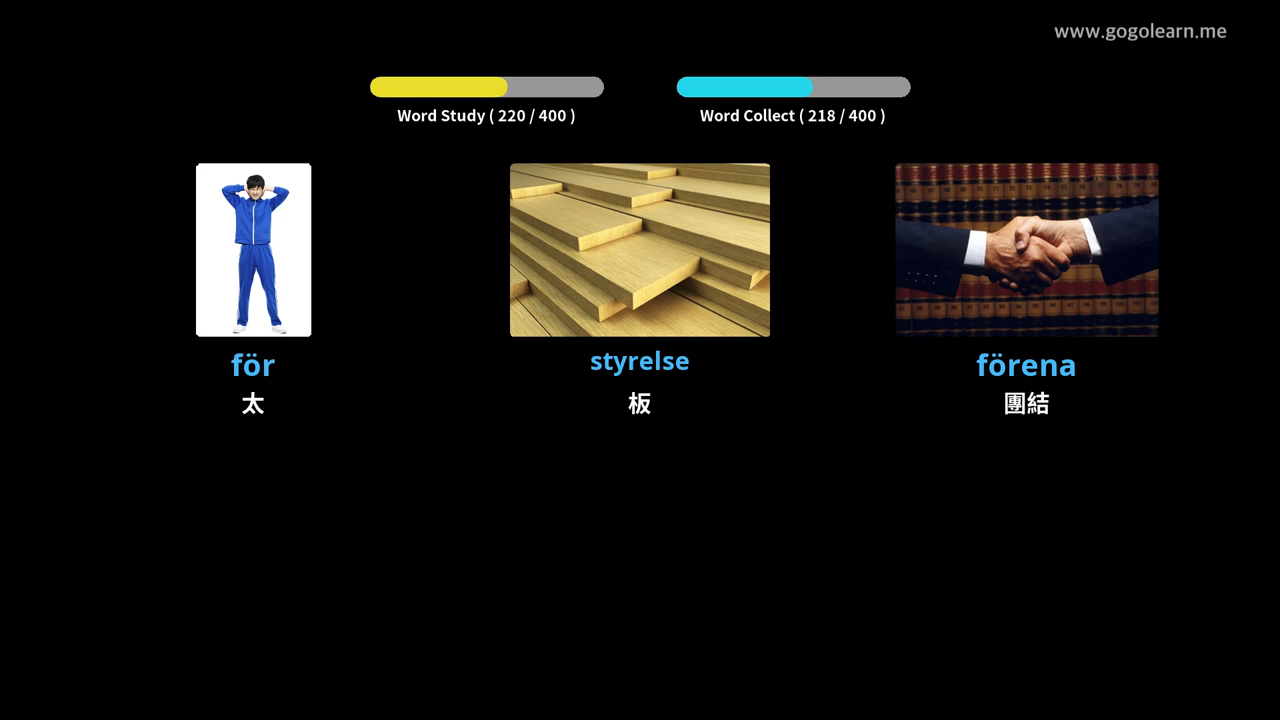 www.gogolearn.me
Word Study ( 220 / 400 )
Word Collect ( 218 / 400 )
för
styrelse
förena
太
板
團結